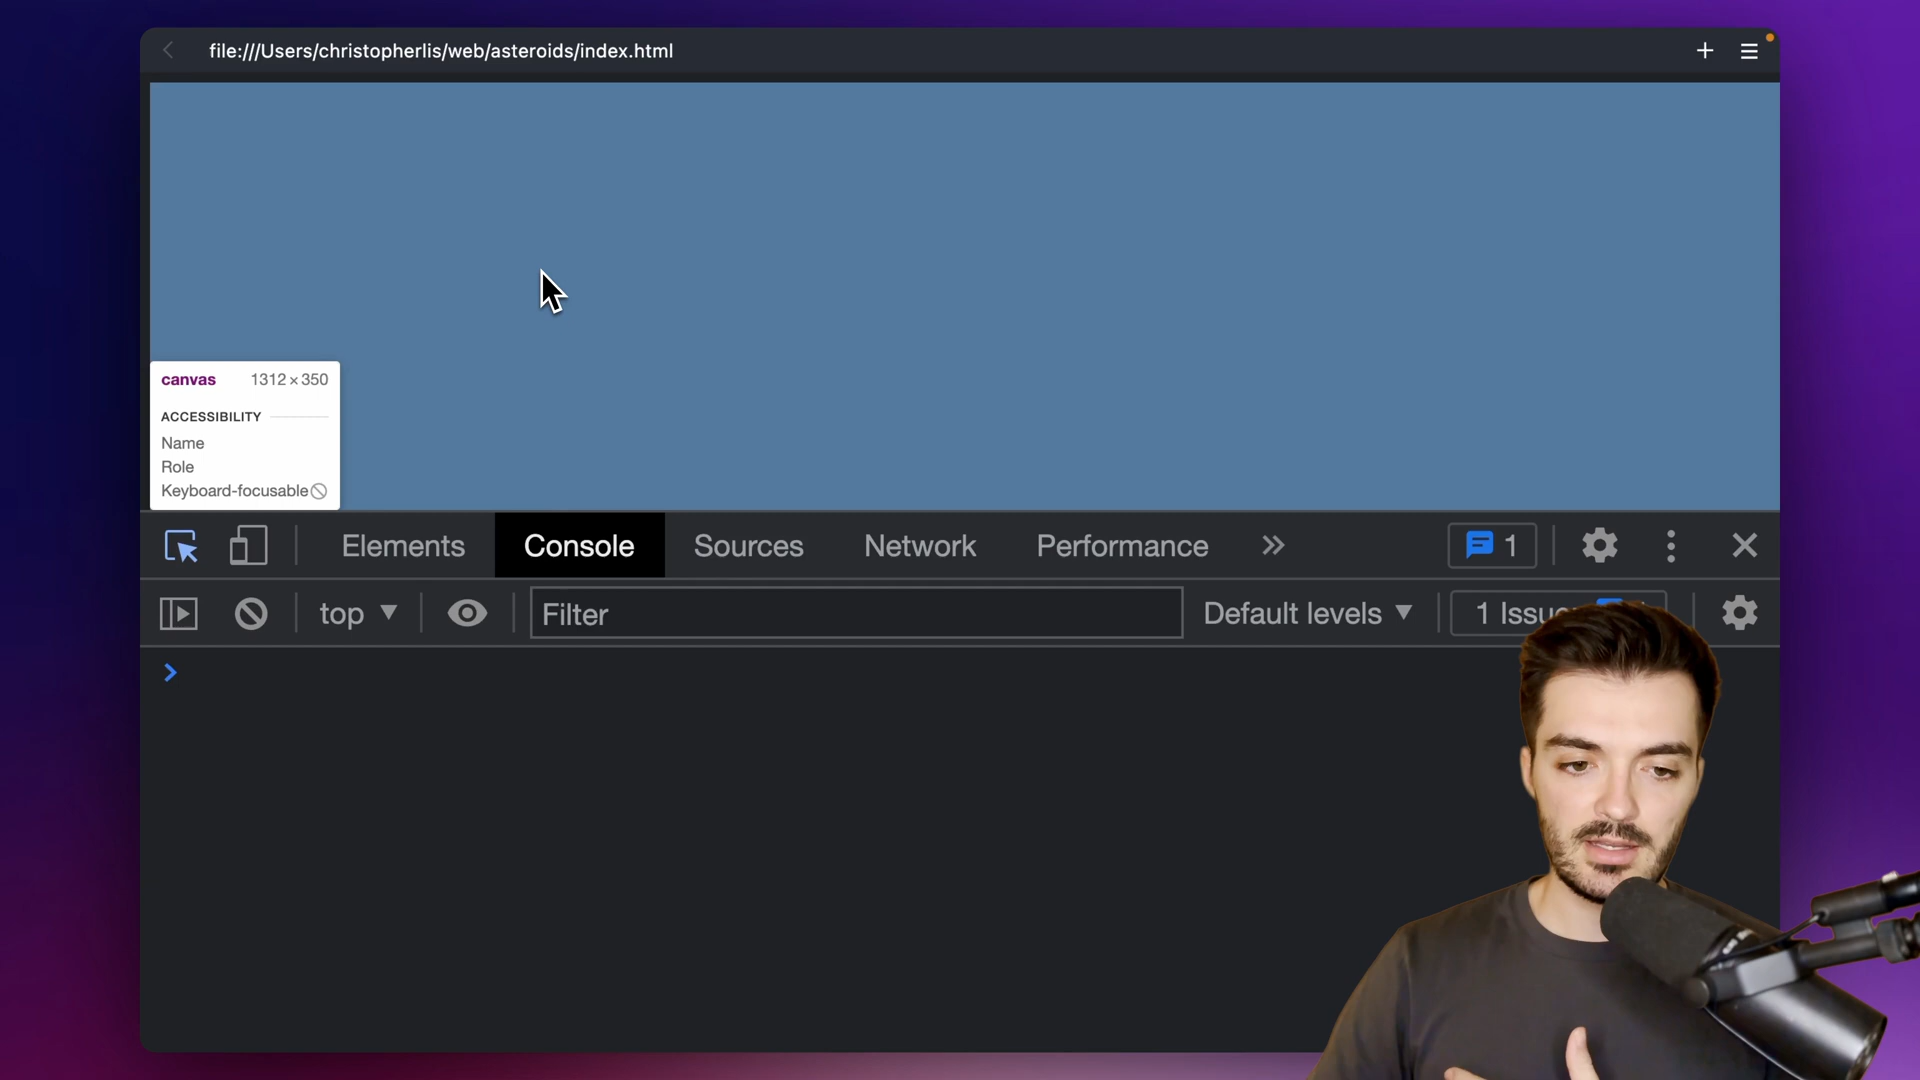 file:///Users/christopherlis/web/asteroids/index.html
canvas 1312 × 350
ACCESSIBILITY
Name
Role
Keyboard-focusable
Elements Console Sources Network Performance 1
top Filter Default levels 1